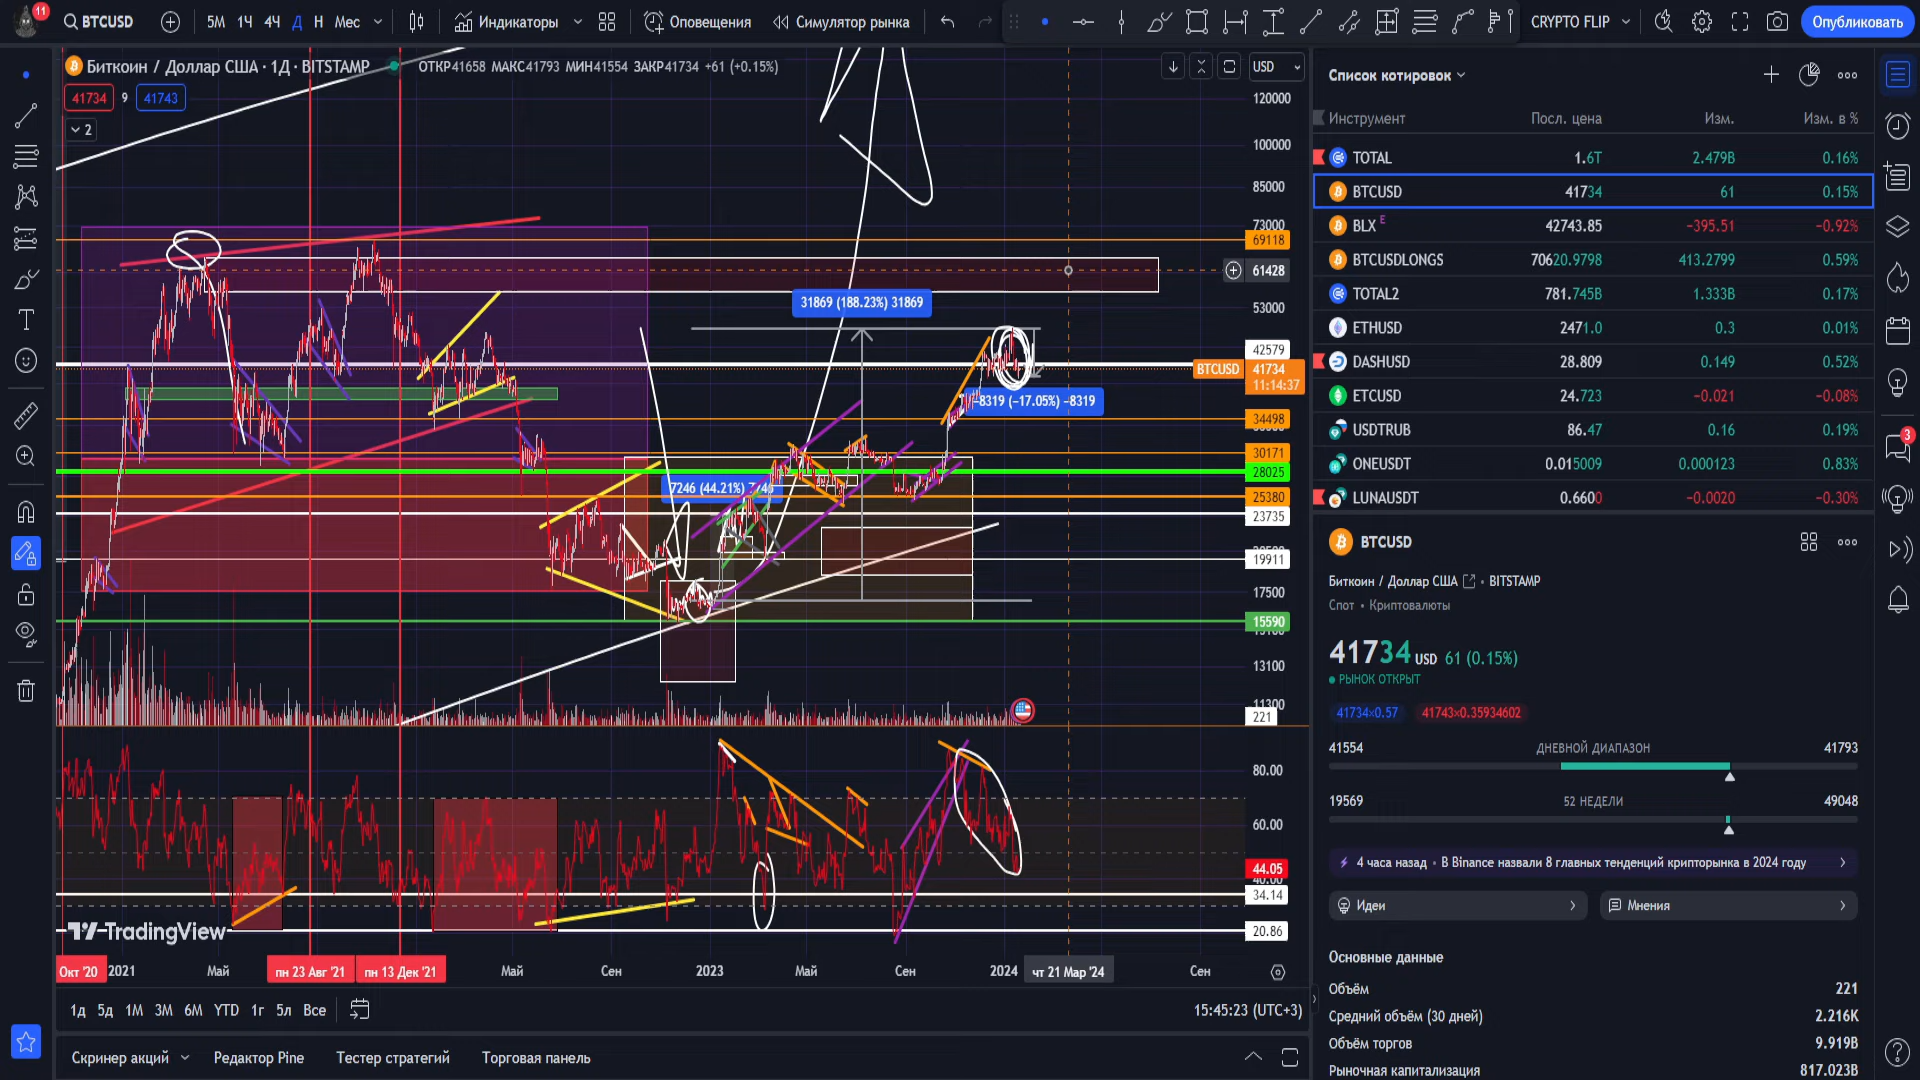 11
BTCUSD
5М 1Ч 4Ч Д Н Мес
Индикаторы
Оповещения
Симулятор рынка
CRYPTO FLIP
Опубликовать
Биткоин / Доллар США · 1Д · BITSTAMP
ОТКР41658 МАКС41793 МИН41554 ЗАКР41734 +61 (+0.15%)
USD
41734 9 41743
2
120000
100000
85000
73000
69118
61428
53000
42579
BTCUSD 41734
11:14:37
34498
30171
28025
25380
23735
19911
17500
15590
13100
11300
221
31869 (188.23%) 31869
−8319 (−17.05%) −8319
80.00
60.00
44.05
40.00
34.14
20.86
TradingView
Окт '20 2021 Май пн 23 Авг '21 пн 13 Дек '21 Май Сен 2023 Май Сен 2024 чт 21 Мар '24 Сен
1д 5д 1М 3М 6М YTD 1г 5л Все
15:45:23 (UTC+3)
Скринер акций Редактор Pine Тестер стратегий Торговая панель
Список котировок
Инструмент Посл. цена Изм. Изм. в %
TOTAL 1.6T 2.479B 0.16%
BTCUSD 41734 61 0.15%
BLX E 42743.85 −395.51 −0.92%
BTCUSDLONGS 70620.9798 413.2799 0.59%
TOTAL2 781.745B 1.333B 0.17%
ETHUSD 2471.0 0.3 0.01%
DASHUSD 28.809 0.149 0.52%
ETCUSD 24.723 −0.021 −0.08%
USDTRUB 86.47 0.16 0.19%
ONEUSDT 0.015009 0.000123 0.83%
LUNAUSDT 0.6600 −0.0020 −0.30%
3
BTCUSD
Биткоин / Доллар США • BITSTAMP
Спот • Криптовалюты
41734 USD 61 (0.15%)
РЫНОК ОТКРЫТ
41734×0.57 41743×0.35934602
41554 ДНЕВНОЙ ДИАПАЗОН 41793
19569 52 НЕДЕЛИ 49048
4 часа назад • В Binance назвали 8 главных тенденций крипторынка в 2024 году
Идеи
Мнения
Основные данные
Объём 221
Средний объём (30 дней) 2.216K
Объём торгов 9.919B
Рыночная капитализация 817.023B